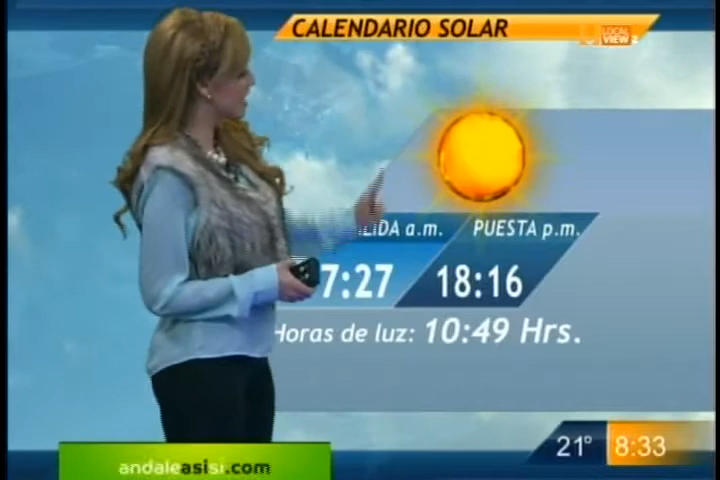 CALENDARIO SOLAR
LOCAL
VIEW
LIDA a.m.
PUESTA p.m.
7:27
18:16
Horas de luz: 10:49 Hrs.
21° 8:33
andaleasisi.com